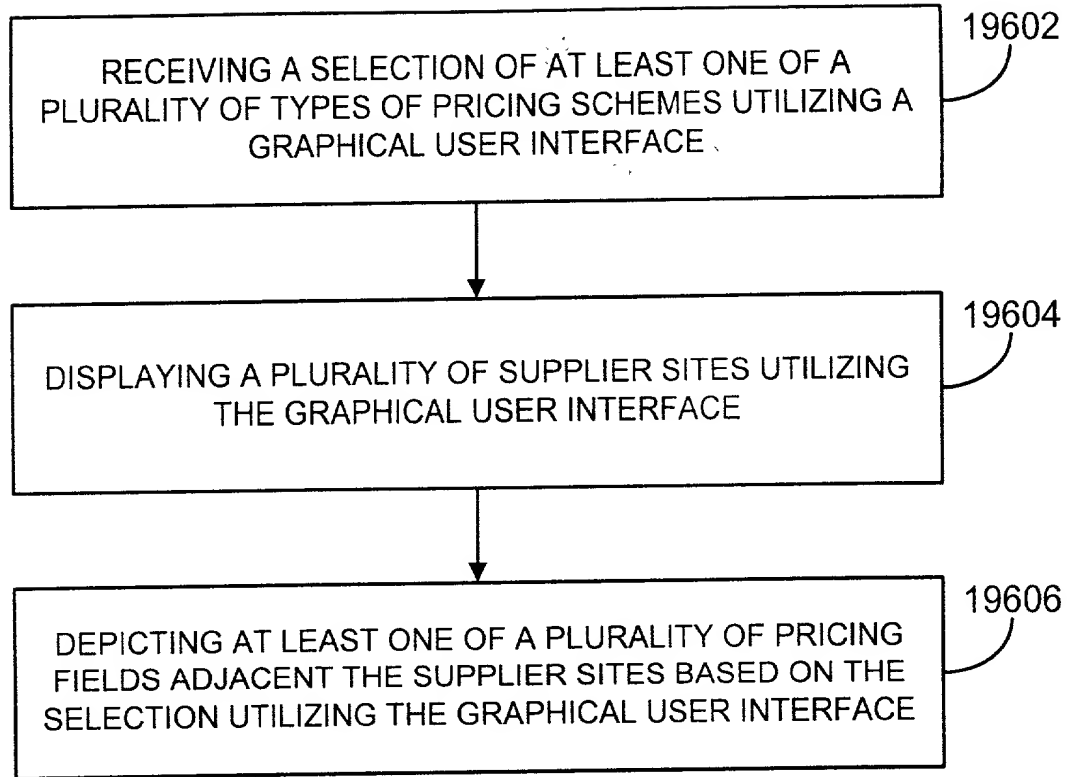 19602
RECEIVING A SELECTION OF AT LEAST ONE OF A
PLURALITY OF TYPES OF PRICING SCHEMES UTILIZING A
GRAPHICAL USER INTERFACE
19604
DISPLAYING A PLURALITY OF SUPPLIER SITES UTILIZING
THE GRAPHICAL USER INTERFACE
19606
DEPICTING AT LEAST ONE OF A PLURALITY OF PRICING
FIELDS ADJACENT THE SUPPLIER SITES BASED ON THE
SELECTION UTILIZING THE GRAPHICAL USER INTERFACE